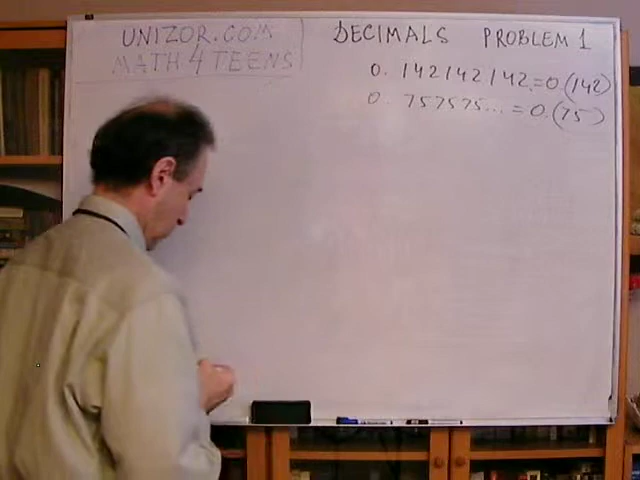 UNIZOR.COM
MATH 4 TEENS
DECIMALS PROBLEM 1
0. 142142142.. = 0.(142)
0. 757575... = 0.(75)